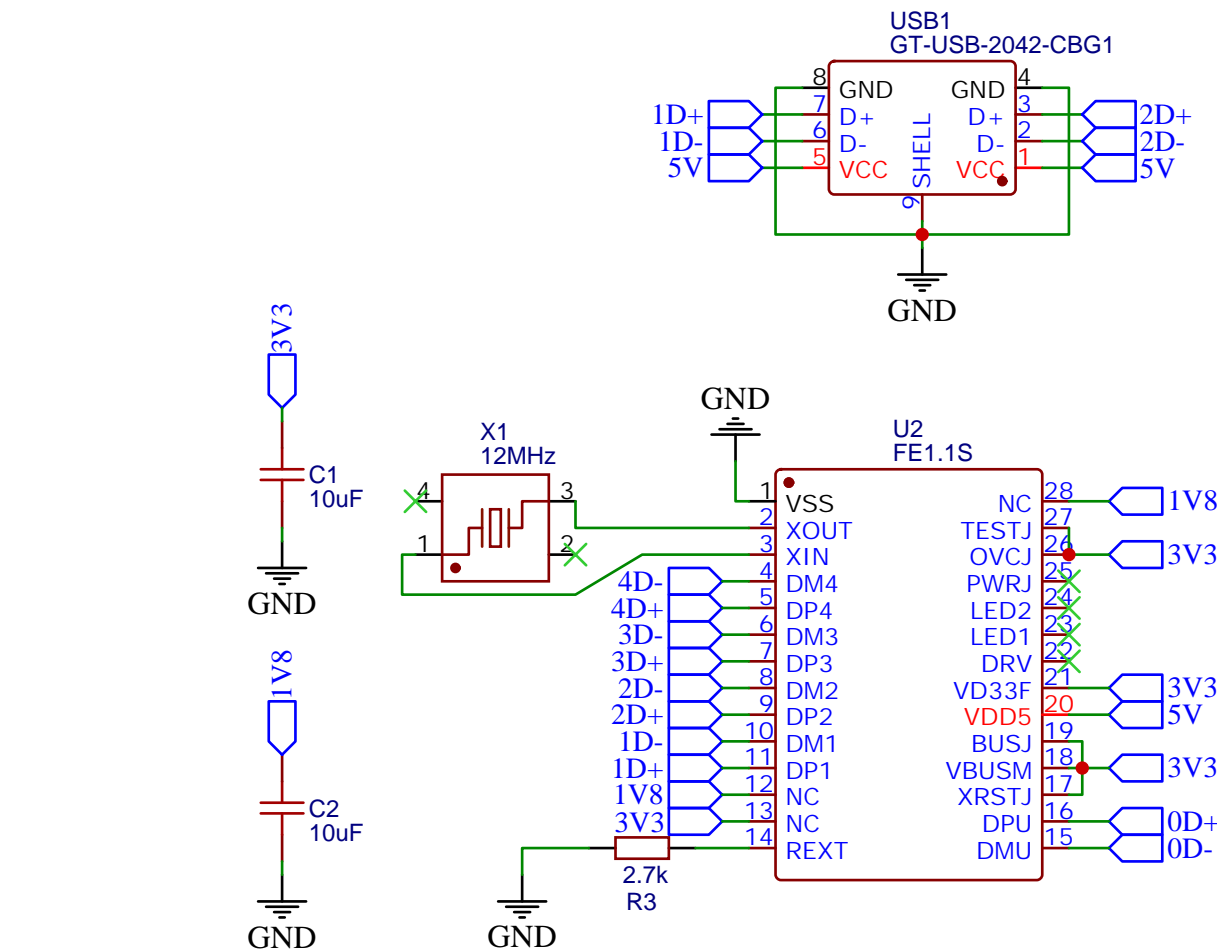 USB1
GT-USB-2042-CBG1
8 GND GND 4
1D+ 7 D+ D+ 3 2D+
1D- 6 D- D- 2 2D-
5V 5 VCC VCC 1 5V
SHELL
9
GND
3V3
C1
10uF
GND
1V8
C2
10uF
GND
X1
12MHz
4 3
1 2
GND
U2
FE1.1S
1 VSS NC 28 1V8
2 XOUT TESTJ 27
3 XIN OVCJ 26 3V3
4D- 4 DM4 PWRJ 25
4D+ 5 DP4 LED2 24
3D- 6 DM3 LED1 23
3D+ 7 DP3 DRV 22
2D- 8 DM2 VD33F 21 3V3
2D+ 9 DP2 VDD5 20 5V
1D- 10 DM1 BUSJ 19
1D+ 11 DP1 VBUSM 18 3V3
1V8 12 NC XRSTJ 17
3V3 13 NC DPU 16 0D+
14 REXT DMU 15 0D-
2.7k
R3
GND